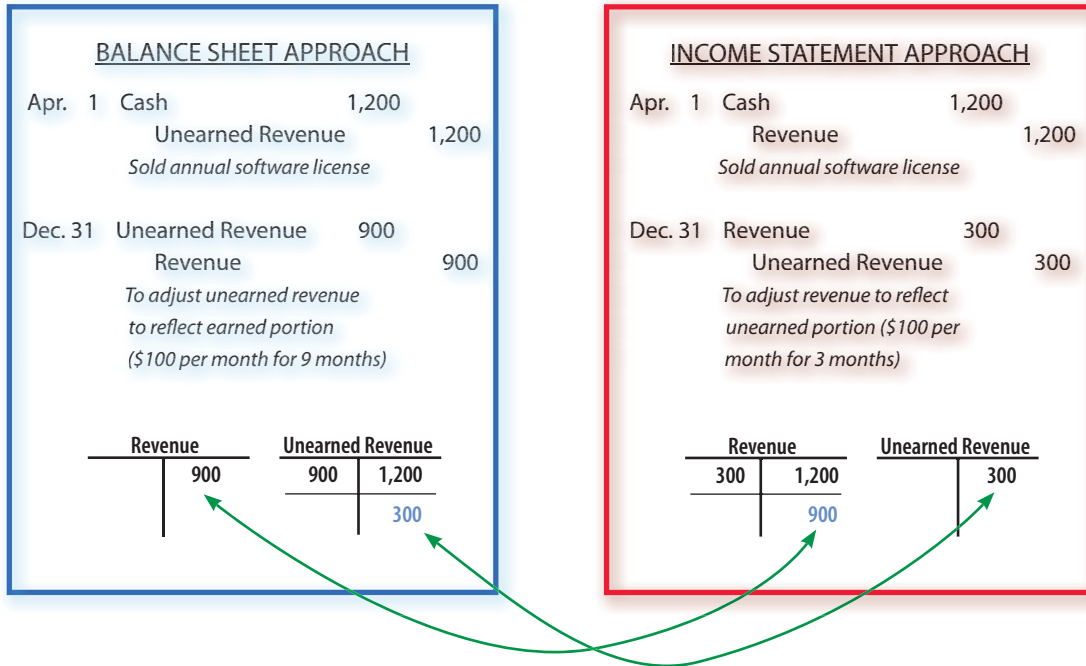 BALANCE SHEET APPROACH
Apr. 1 Cash 1,200
Unearned Revenue 1,200
Sold annual software license
Dec. 31 Unearned Revenue 900
Revenue 900
To adjust unearned revenue
to reflect earned portion
($100 per month for 9 months)
Revenue Unearned Revenue
900 900 1,200
300
INCOME STATEMENT APPROACH
Apr. 1 Cash 1,200
Revenue 1,200
Sold annual software license
Dec. 31 Revenue 300
Unearned Revenue 300
To adjust revenue to reflect
unearned portion ($100 per
month for 3 months)
Revenue Unearned Revenue
300 1,200 300
900